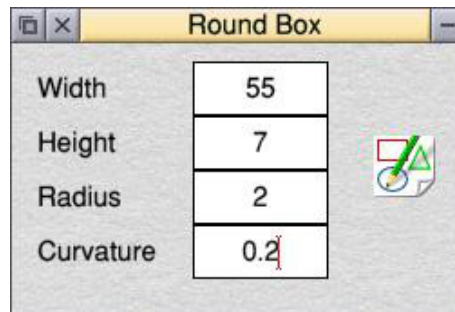 Round Box
Width 55
Height 7
Radius 2
Curvature 0.2